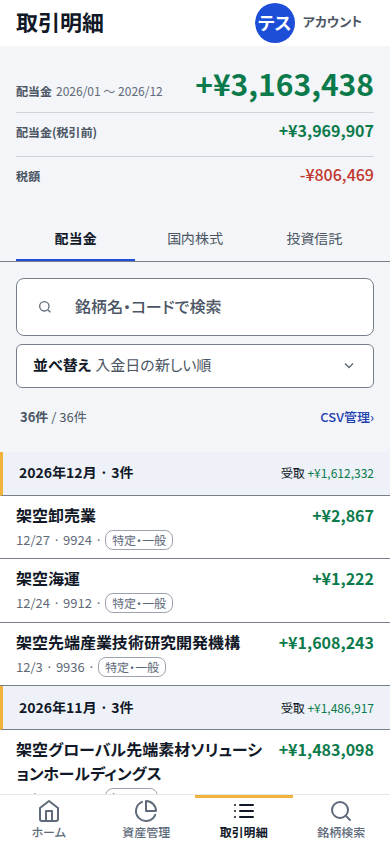 取引明細
テス アカウント
配当金 2026/01 〜 2026/12 +¥3,163,438
配当金(税引前) +¥3,969,907
税額 -¥806,469
配当金 国内株式 投資信託
銘柄名・コードで検索
並べ替え 入金日の新しい順
36件 / 36件 CSV管理›
2026年12月・3件 受取 +¥1,612,332
架空卸売業 +¥2,867
12/27・9924・特定・一般
架空海運 +¥1,222
12/24・9912・特定・一般
架空先端産業技術研究開発機構 +¥1,608,243
12/3・9936・特定・一般
2026年11月・3件 受取 +¥1,486,917
架空グローバル先端素材ソリューシ +¥1,483,098
ョンホールディングス
ホーム 資産管理 取引明細 銘柄検索